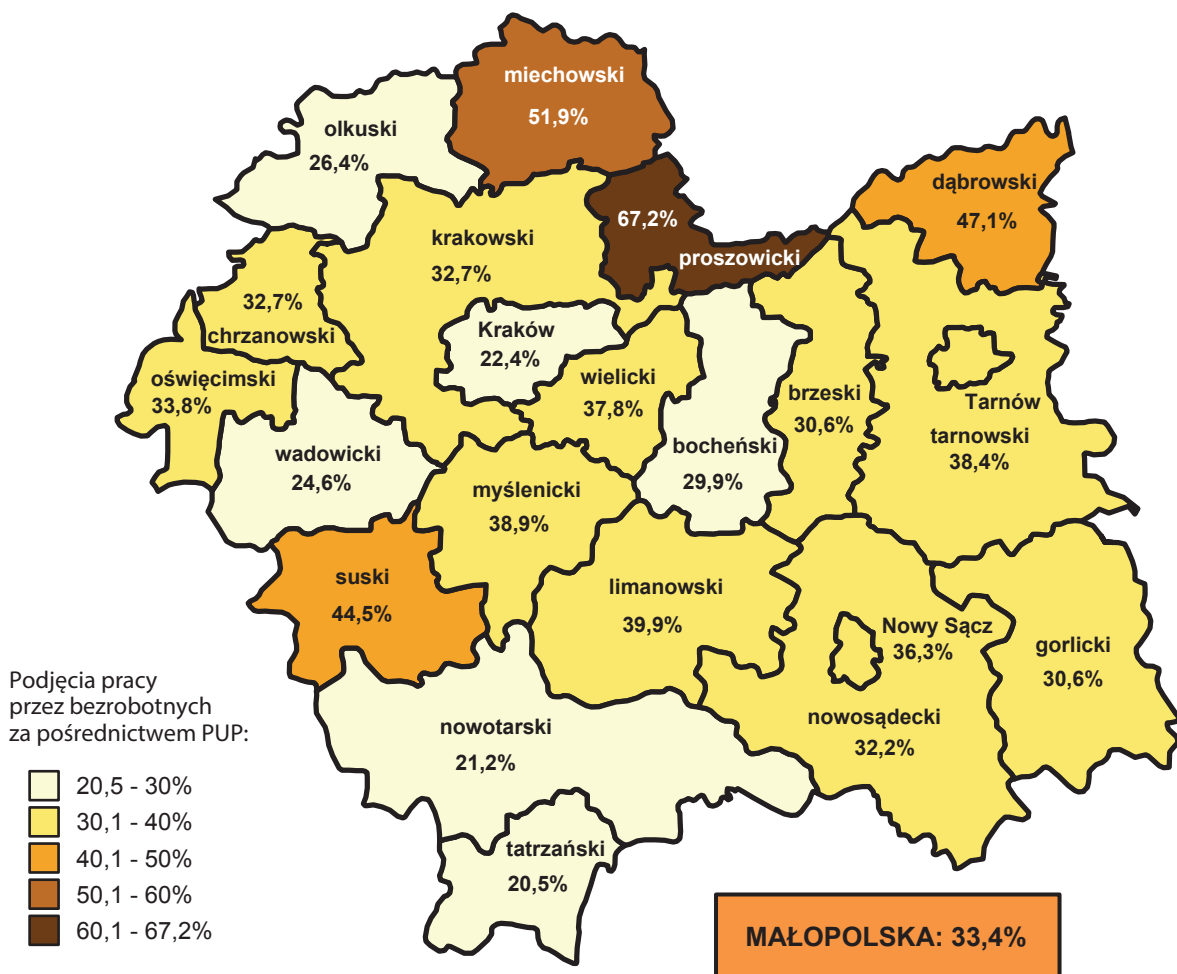 miechowski
51,9%
olkuski
26,4%
dąbrowski
47,1%
67,2%
proszowicki
krakowski
32,7%
32,7%
chrzanowski
Kraków
22,4%
oświęcimski
33,8%
wielicki
37,8%
brzeski
30,6%
Tarnów
tarnowski
38,4%
wadowicki
24,6%
bocheński
29,9%
myślenicki
38,9%
suski
44,5%
limanowski
39,9%
Nowy Sącz
36,3%
gorlicki
30,6%
nowosądecki
32,2%
nowotarski
21,2%
tatrzański
20,5%
Podjęcia pracy
przez bezrobotnych
za pośrednictwem PUP:
20,5 - 30%
30,1 - 40%
40,1 - 50%
50,1 - 60%
60,1 - 67,2%
MAŁOPOLSKA: 33,4%